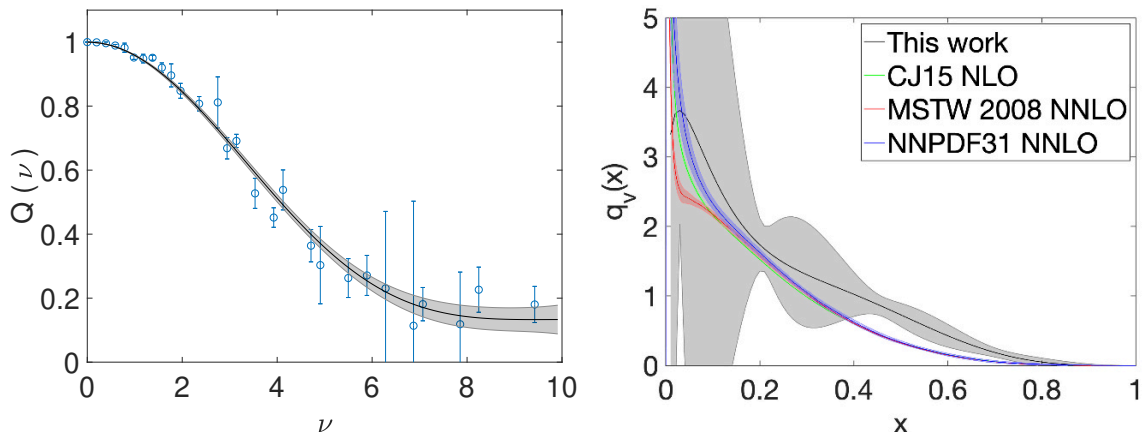 1
0.8
0.6
0.4
0.2
0
Q(ν)
0 2 4 6 8 10
ν
5
4
3
2
1
0
q_v(x)
This work
CJ15 NLO
MSTW 2008 NNLO
NNPDF31 NNLO
0 0.2 0.4 0.6 0.8 1
x